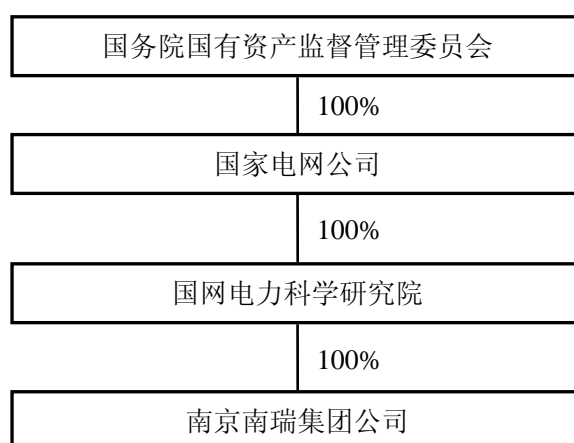 国务院国有资产监督管理委员会
100%
国家电网公司
100%
国网电力科学研究院
100%
南京南瑞集团公司